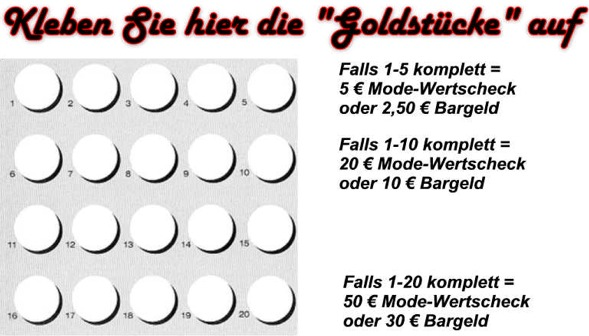 Kleben Sie hier die "Goldstücke" auf
1 2 3 4 5
Falls 1-5 komplett =
5 € Mode-Wertscheck
oder 2,50 € Bargeld
6 7 8 9 10
Falls 1-10 komplett =
20 € Mode-Wertscheck
oder 10 € Bargeld
11 12 13 14 15
16 17 18 19 20
Falls 1-20 komplett =
50 € Mode-Wertscheck
oder 30 € Bargeld